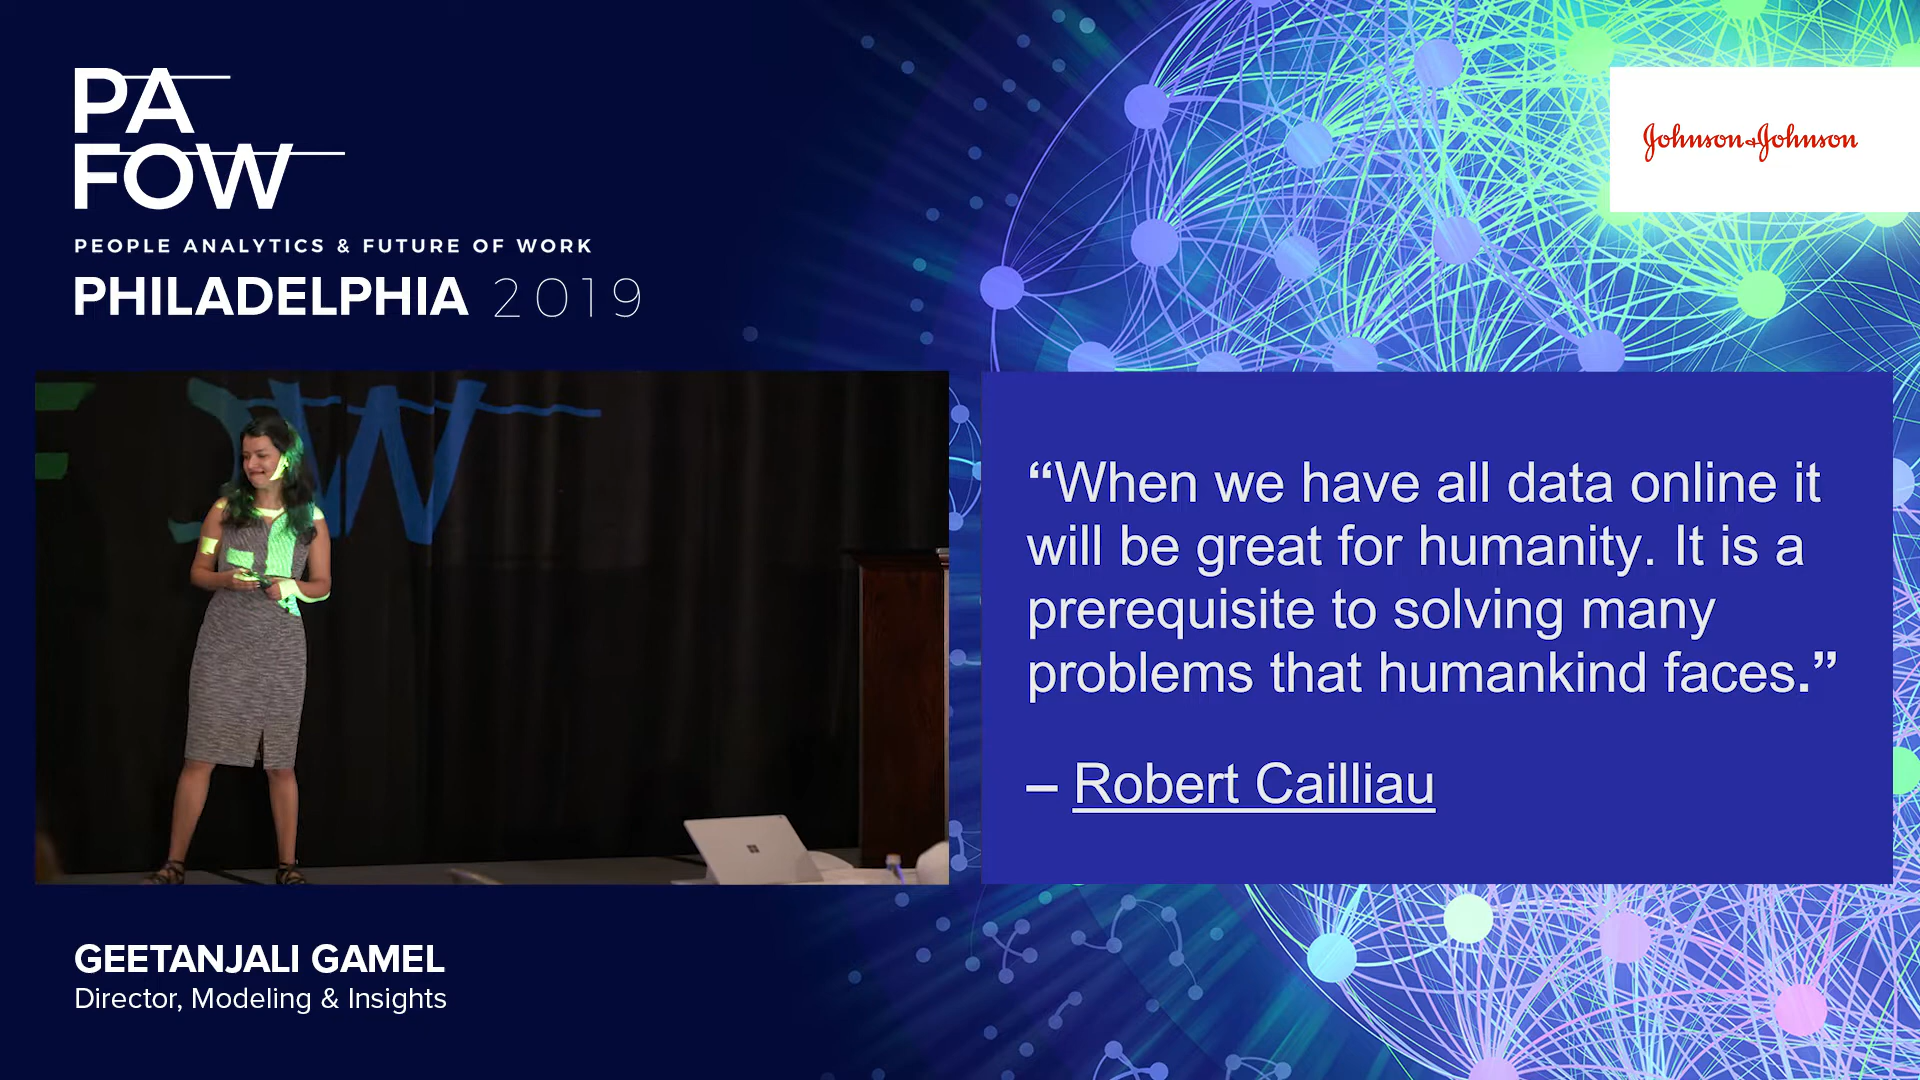 PA
FOW
PEOPLE ANALYTICS & FUTURE OF WORK
PHILADELPHIA 2019
Johnson & Johnson
OW
“When we have all data online it
will be great for humanity. It is a
prerequisite to solving many
problems that humankind faces.”
– Robert Cailliau
GEETANJALI GAMEL
Director, Modeling & Insights